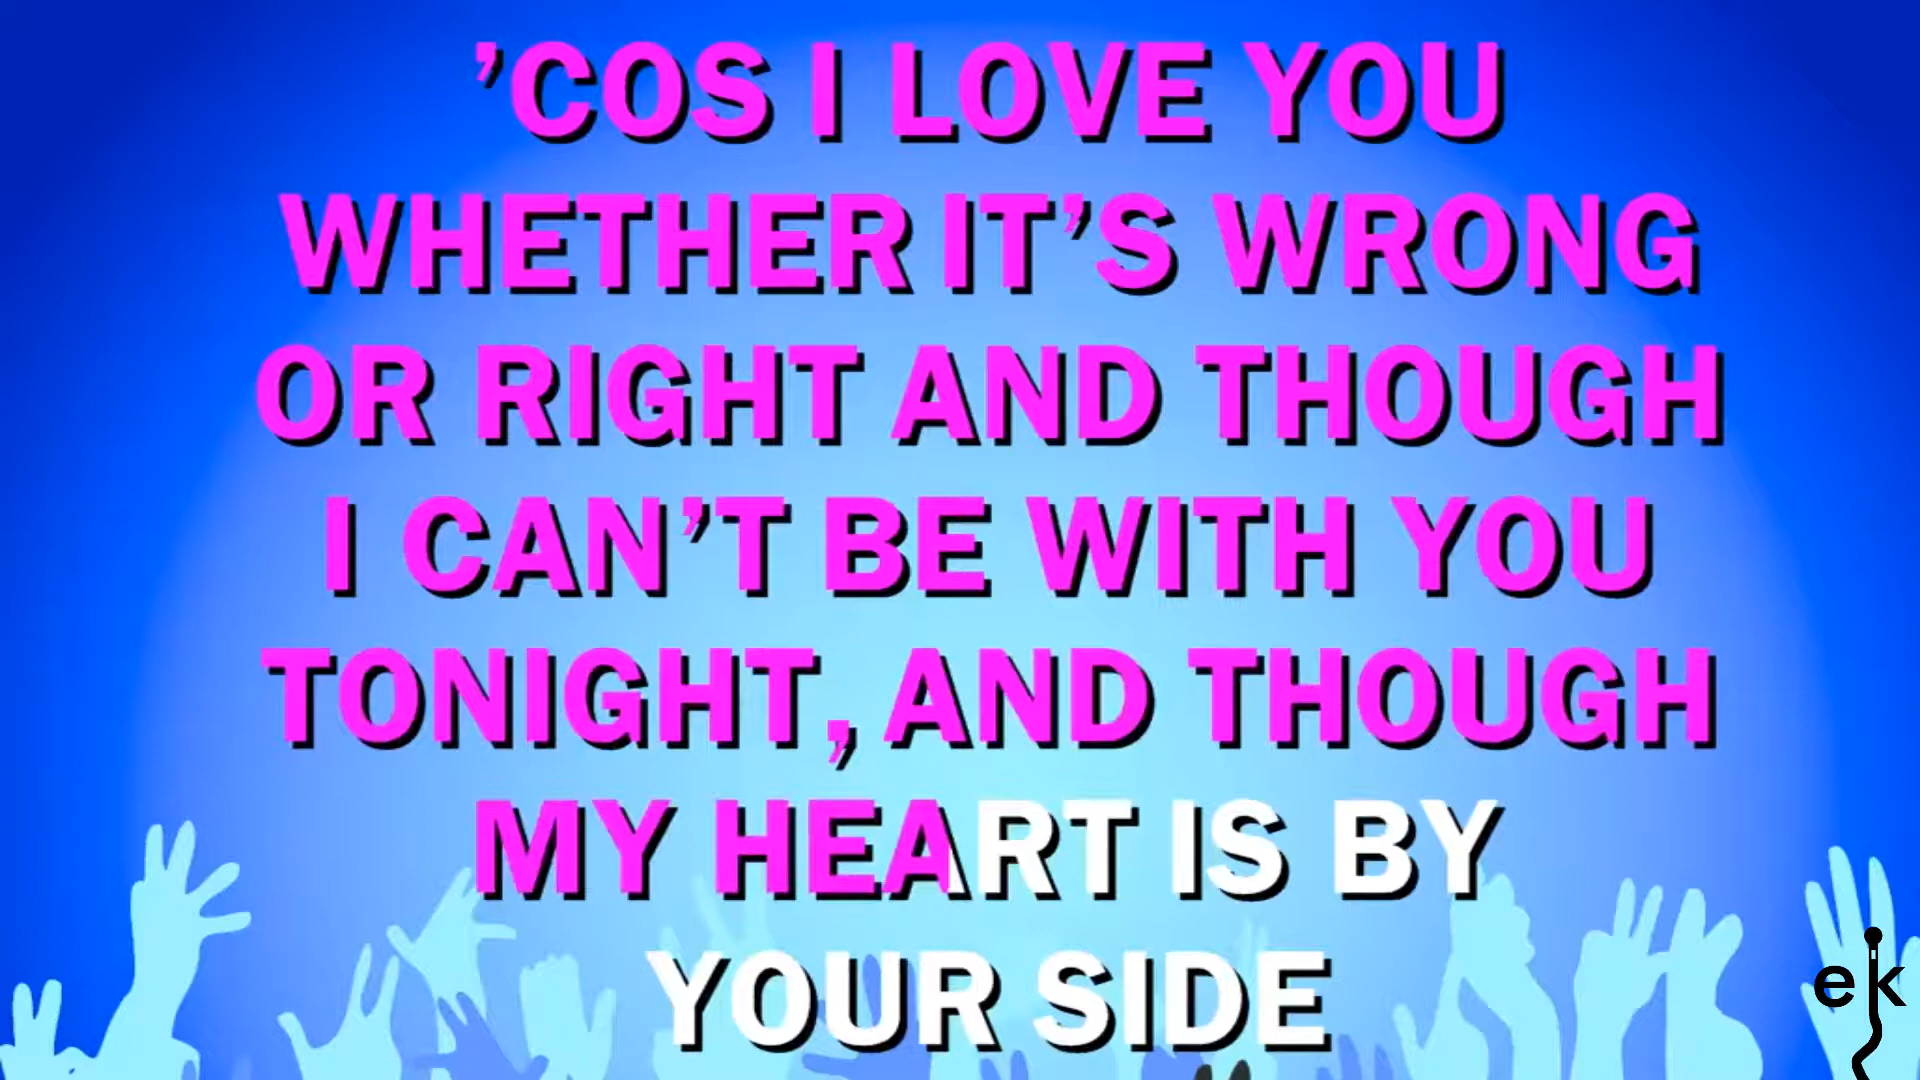 ’COS I LOVE YOU
WHETHER IT’S WRONG
OR RIGHT AND THOUGH
I CAN’T BE WITH YOU
TONIGHT, AND THOUGH
MY HEART IS BY
YOUR SIDE
ek